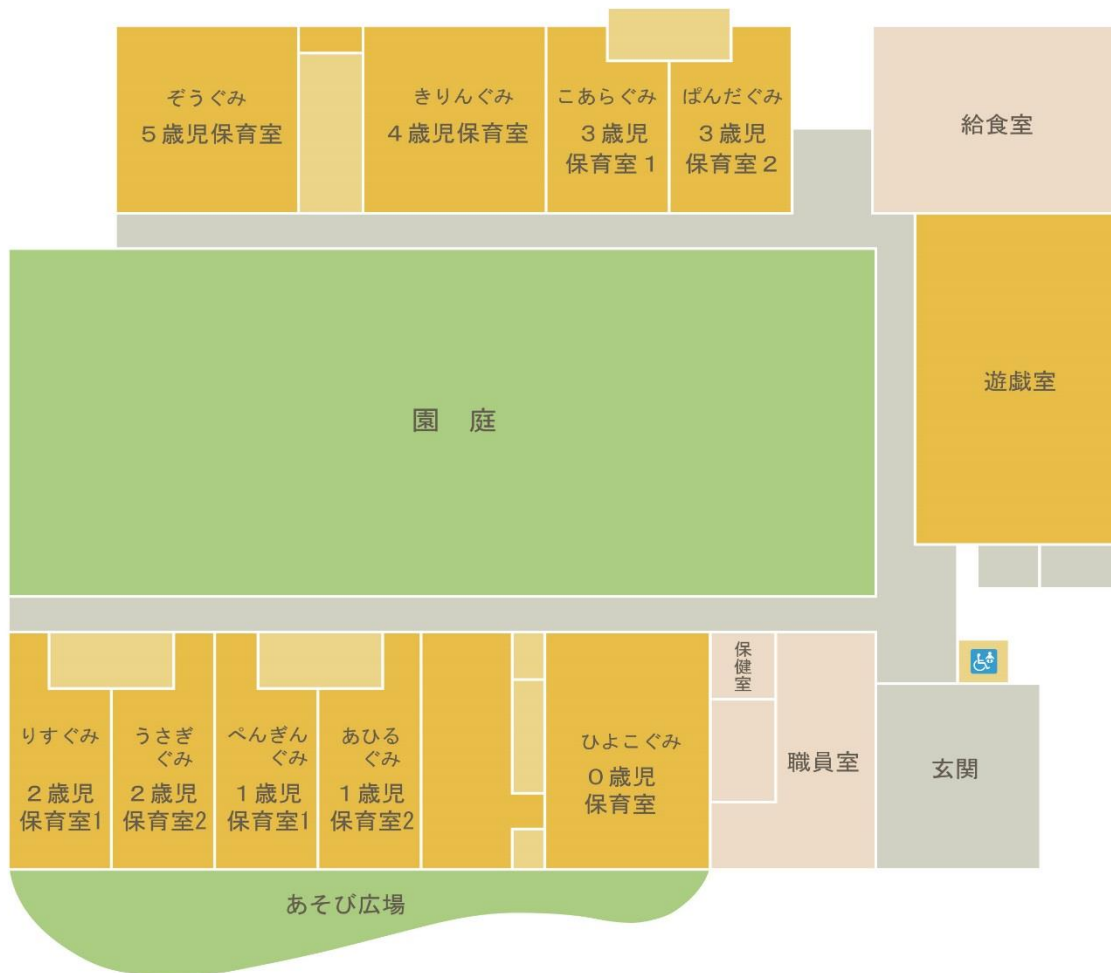 ぞうぐみ
５歳児保育室
きりんぐみ
４歳児保育室
こあらぐみ
３歳児
保育室１
ぱんだぐみ
３歳児
保育室２
給食室
遊戯室
園　庭
りすぐみ
２歳児
保育室1
うさぎ
ぐみ
２歳児
保育室2
ぺんぎん
ぐみ
１歳児
保育室1
あひる
ぐみ
１歳児
保育室2
ひよこぐみ
０歳児
保育室
保健室
職員室
玄関
あそび広場